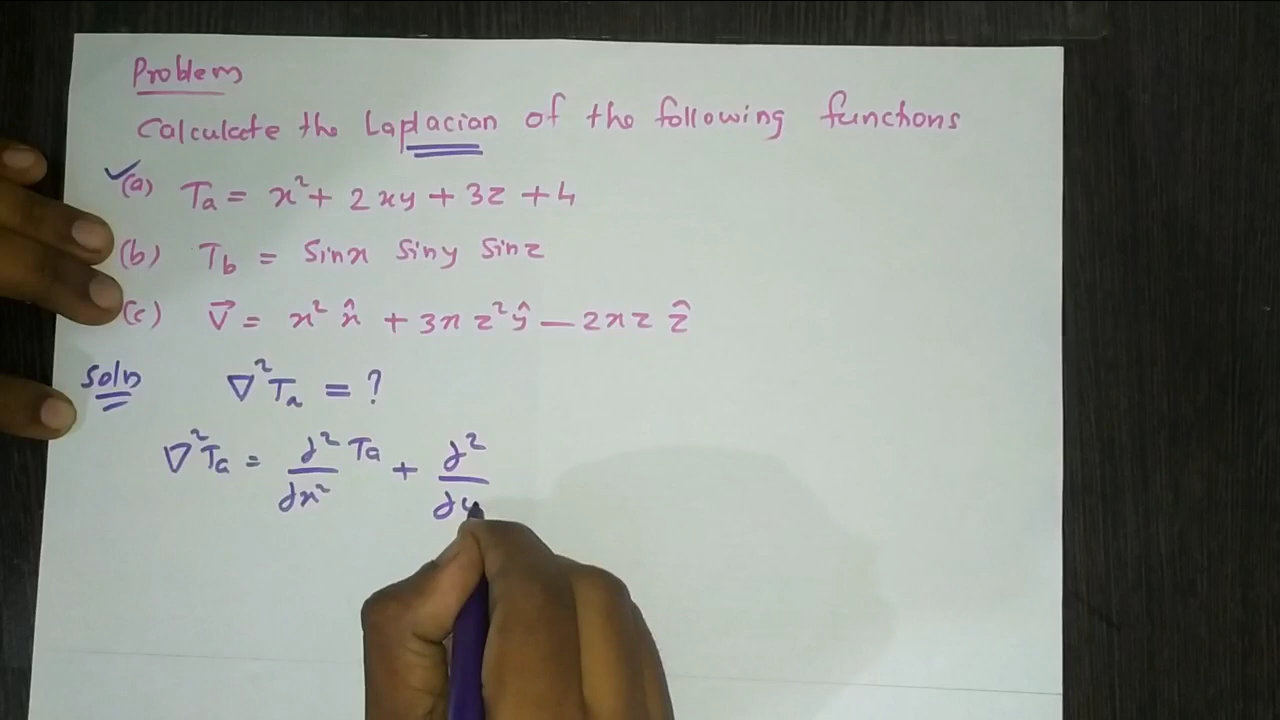 Problem
Calculate the Laplacian of the following functions
(a) Ta = x² + 2xy + 3z + 4
(b) Tb = Sinx Siny Sinz
(c) V⃗ = x² x̂ + 3xz² ŷ − 2xz ẑ
Soln ∇²Ta = ?
∇²Ta = ∂²/∂x² Ta + ∂²/∂y